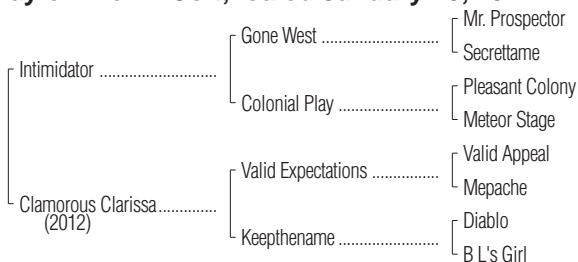 Mr. Prospector
Gone West ........................
Secrettame
Intimidator ...........................
Pleasant Colony
Colonial Play ....................
Meteor Stage
Valid Appeal
Valid Expectations ................
Mepache
Clamorous Clarissa..............
(2012)
Diablo
Keepthename ....................
B L's Girl